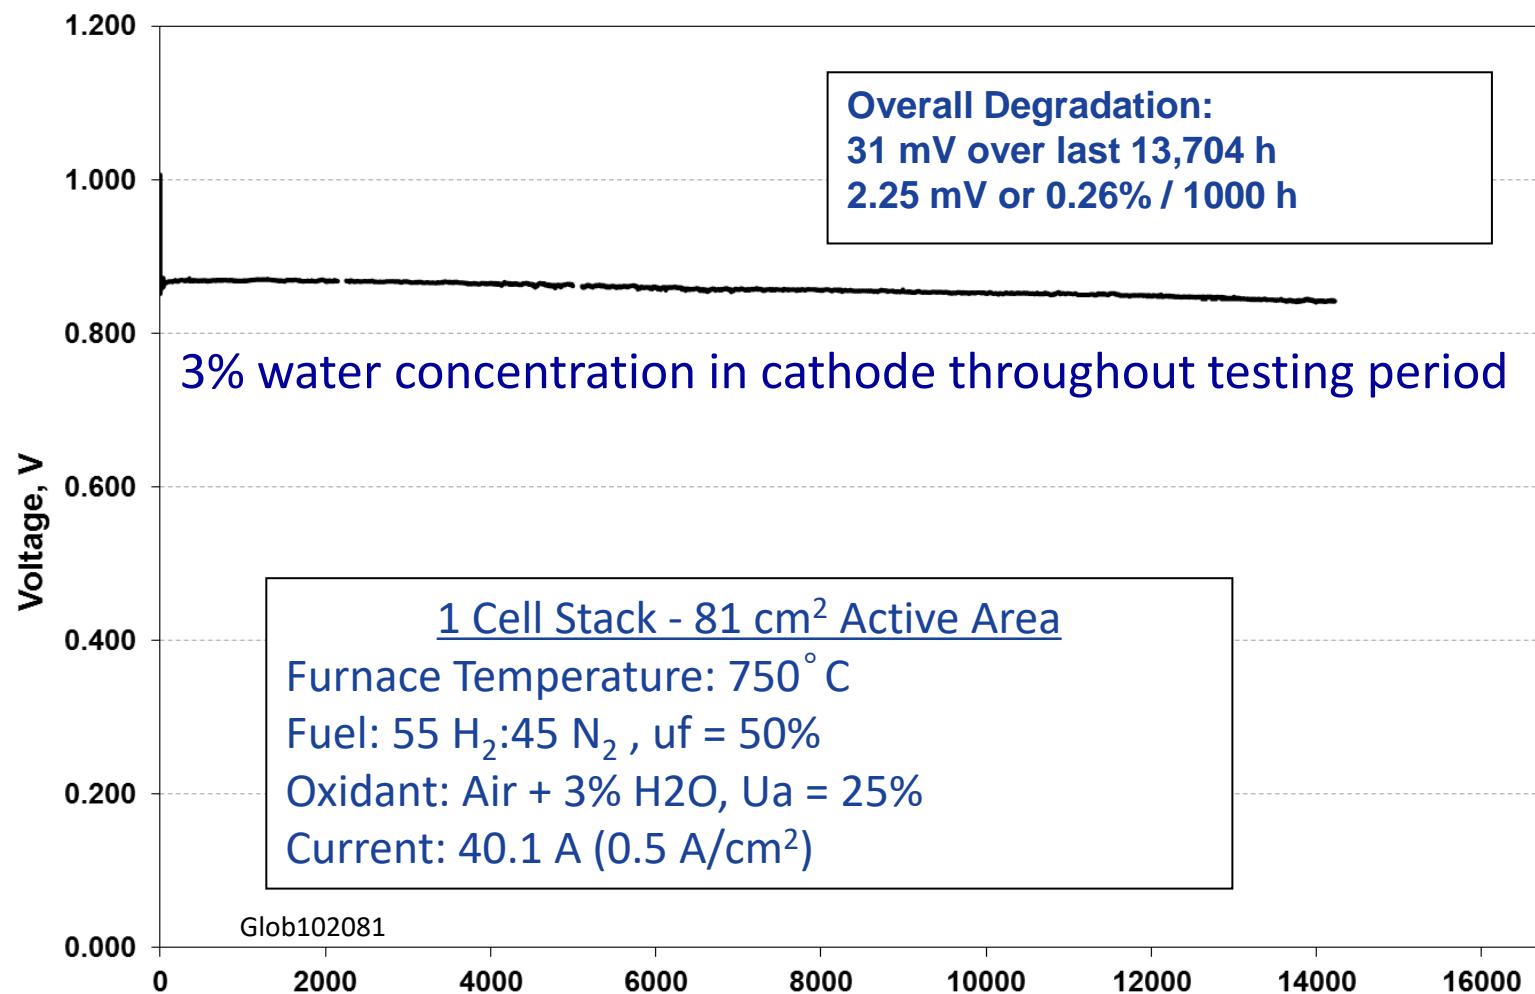 1.200
1.000
0.800
0.600
0.400
0.200
0.000
Voltage, V
Overall Degradation:
31 mV over last 13,704 h
2.25 mV or 0.26% / 1000 h
3% water concentration in cathode throughout testing period
1 Cell Stack - 81 cm² Active Area
Furnace Temperature: 750°C
Fuel: 55 H₂:45 N₂ , uf = 50%
Oxidant: Air + 3% H2O, Ua = 25%
Current: 40.1 A (0.5 A/cm²)
Glob102081
0 2000 4000 6000 8000 10000 12000 14000 16000